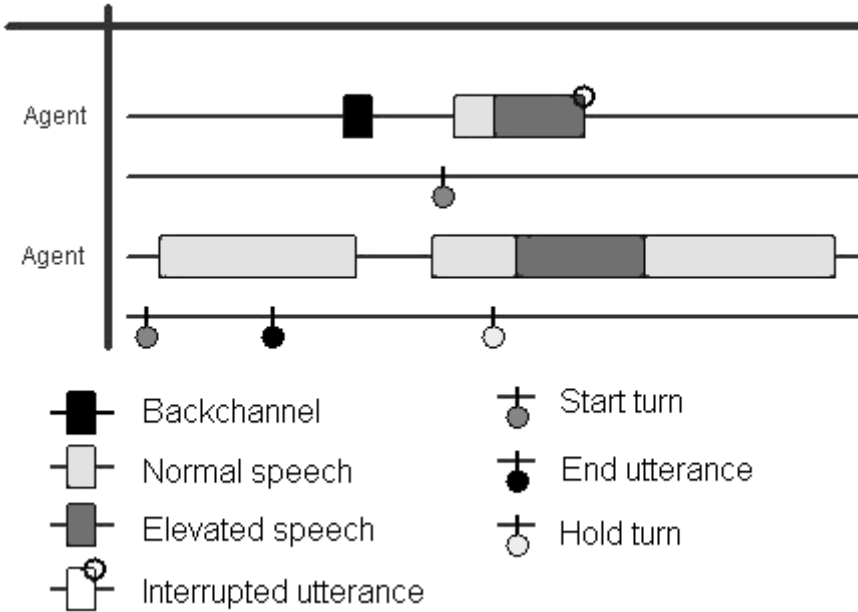 Agent
Agent
Backchannel
Start turn
Normal speech
End utterance
Elevated speech
Hold turn
Interrupted utterance